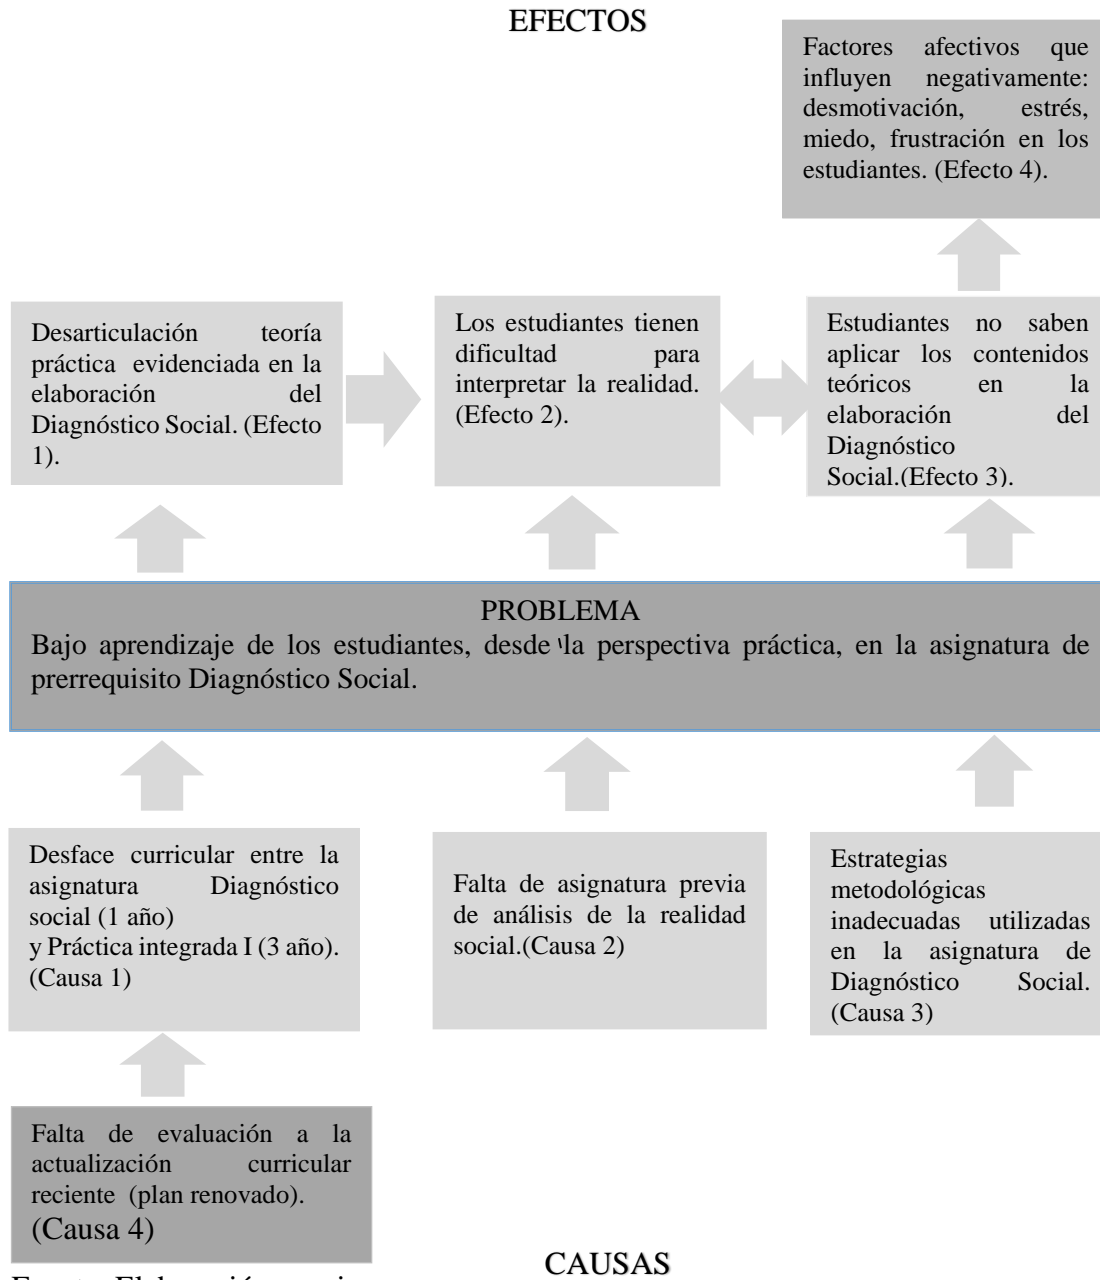 EFECTOS
Factores afectivos que
influyen negativamente:
desmotivación, estrés,
miedo, frustración en los
estudiantes. (Efecto 4).
Desarticulación teoría
práctica evidenciada en la
elaboración del
Diagnóstico Social. (Efecto
1).
Los estudiantes tienen
dificultad para
interpretar la realidad.
(Efecto 2).
Estudiantes no saben
aplicar los contenidos
teóricos en la
elaboración del
Diagnóstico
Social.(Efecto 3).
PROBLEMA
Bajo aprendizaje de los estudiantes, desde la perspectiva práctica, en la asignatura de
prerrequisito Diagnóstico Social.
Desface curricular entre la
asignatura Diagnóstico
social (1 año)
y Práctica integrada I (3 año).
(Causa 1)
Falta de asignatura previa
de análisis de la realidad
social.(Causa 2)
Estrategias
metodológicas
inadecuadas utilizadas
en la asignatura de
Diagnóstico Social.
(Causa 3)
Falta de evaluación a la
actualización curricular
reciente (plan renovado).
(Causa 4)
CAUSAS